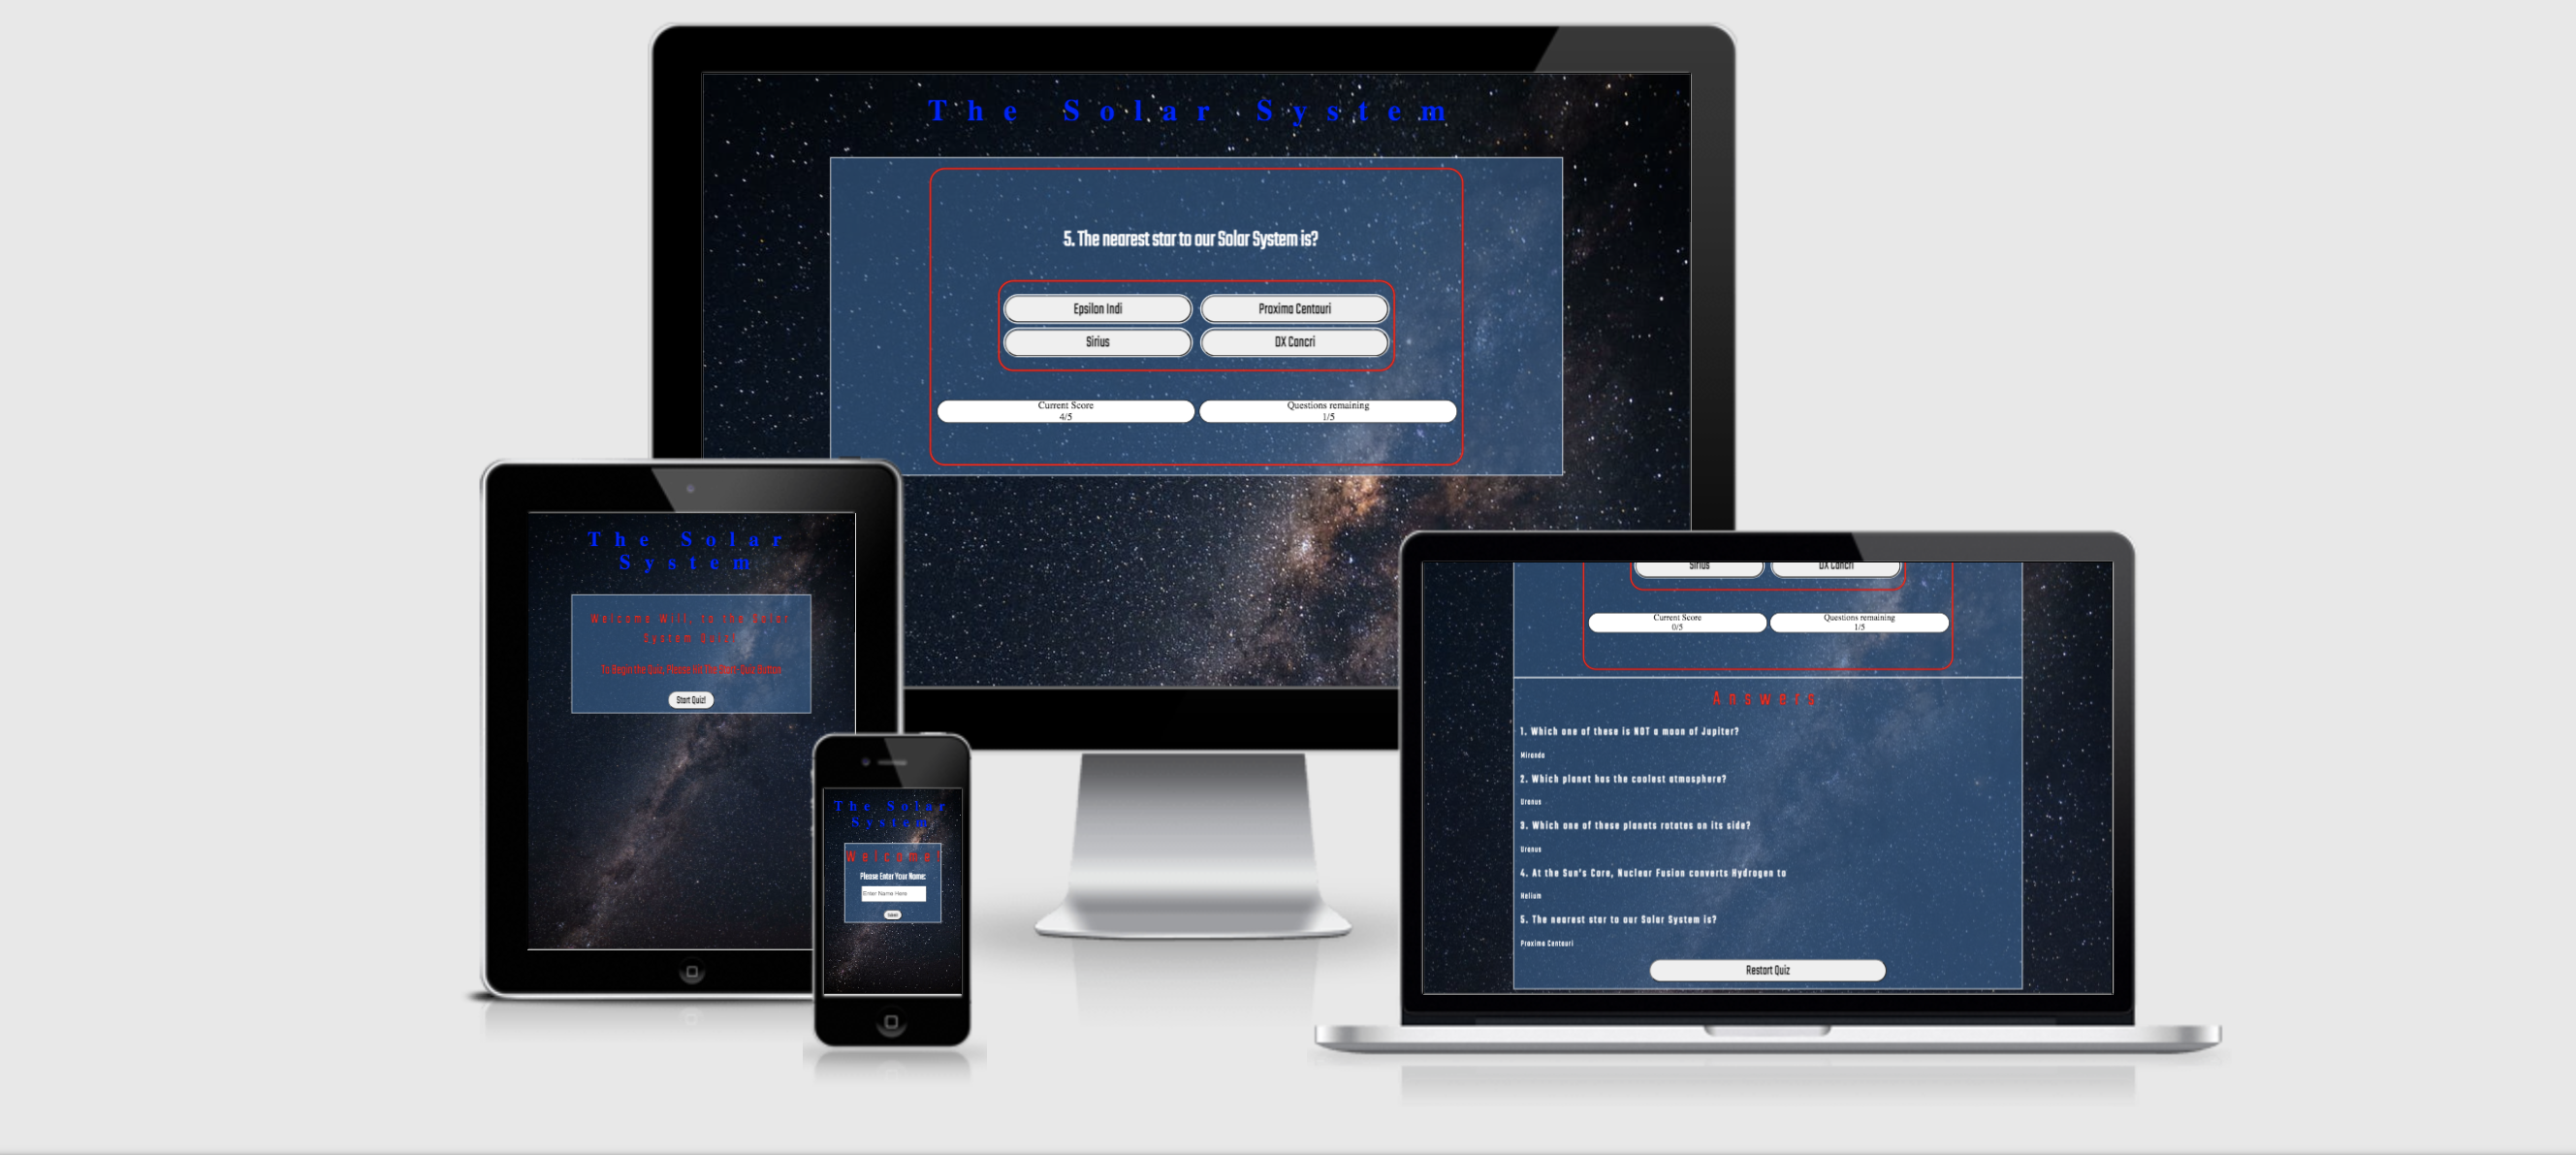 The Solar System
5. The nearest star to our Solar System is?
Epsilon Indi
Proxima Centauri
Sirius
DX Cancri
Current Score
4/5
Questions remaining
1/5
The Solar
System
Welcome Will, to the Solar
System Quiz!
To Begin the Quiz, Please Hit the Start Quiz Button
Start Quiz!
The Solar
System
Welcome!
Please Enter Your Name:
Enter Name Here
Sirius
DX Cancri
Current Score
0/5
Questions remaining
1/5
Answers
1. Which one of these is NOT a moon of Jupiter?
Miranda
2. Which planet has the coolest atmosphere?
Uranus
3. Which one of these planets rotates on its side?
Uranus
4. At the Sun's Core, Nuclear Fusion converts Hydrogen to
Helium
5. The nearest star to our Solar System is?
Proxima Centauri
Restart Quiz